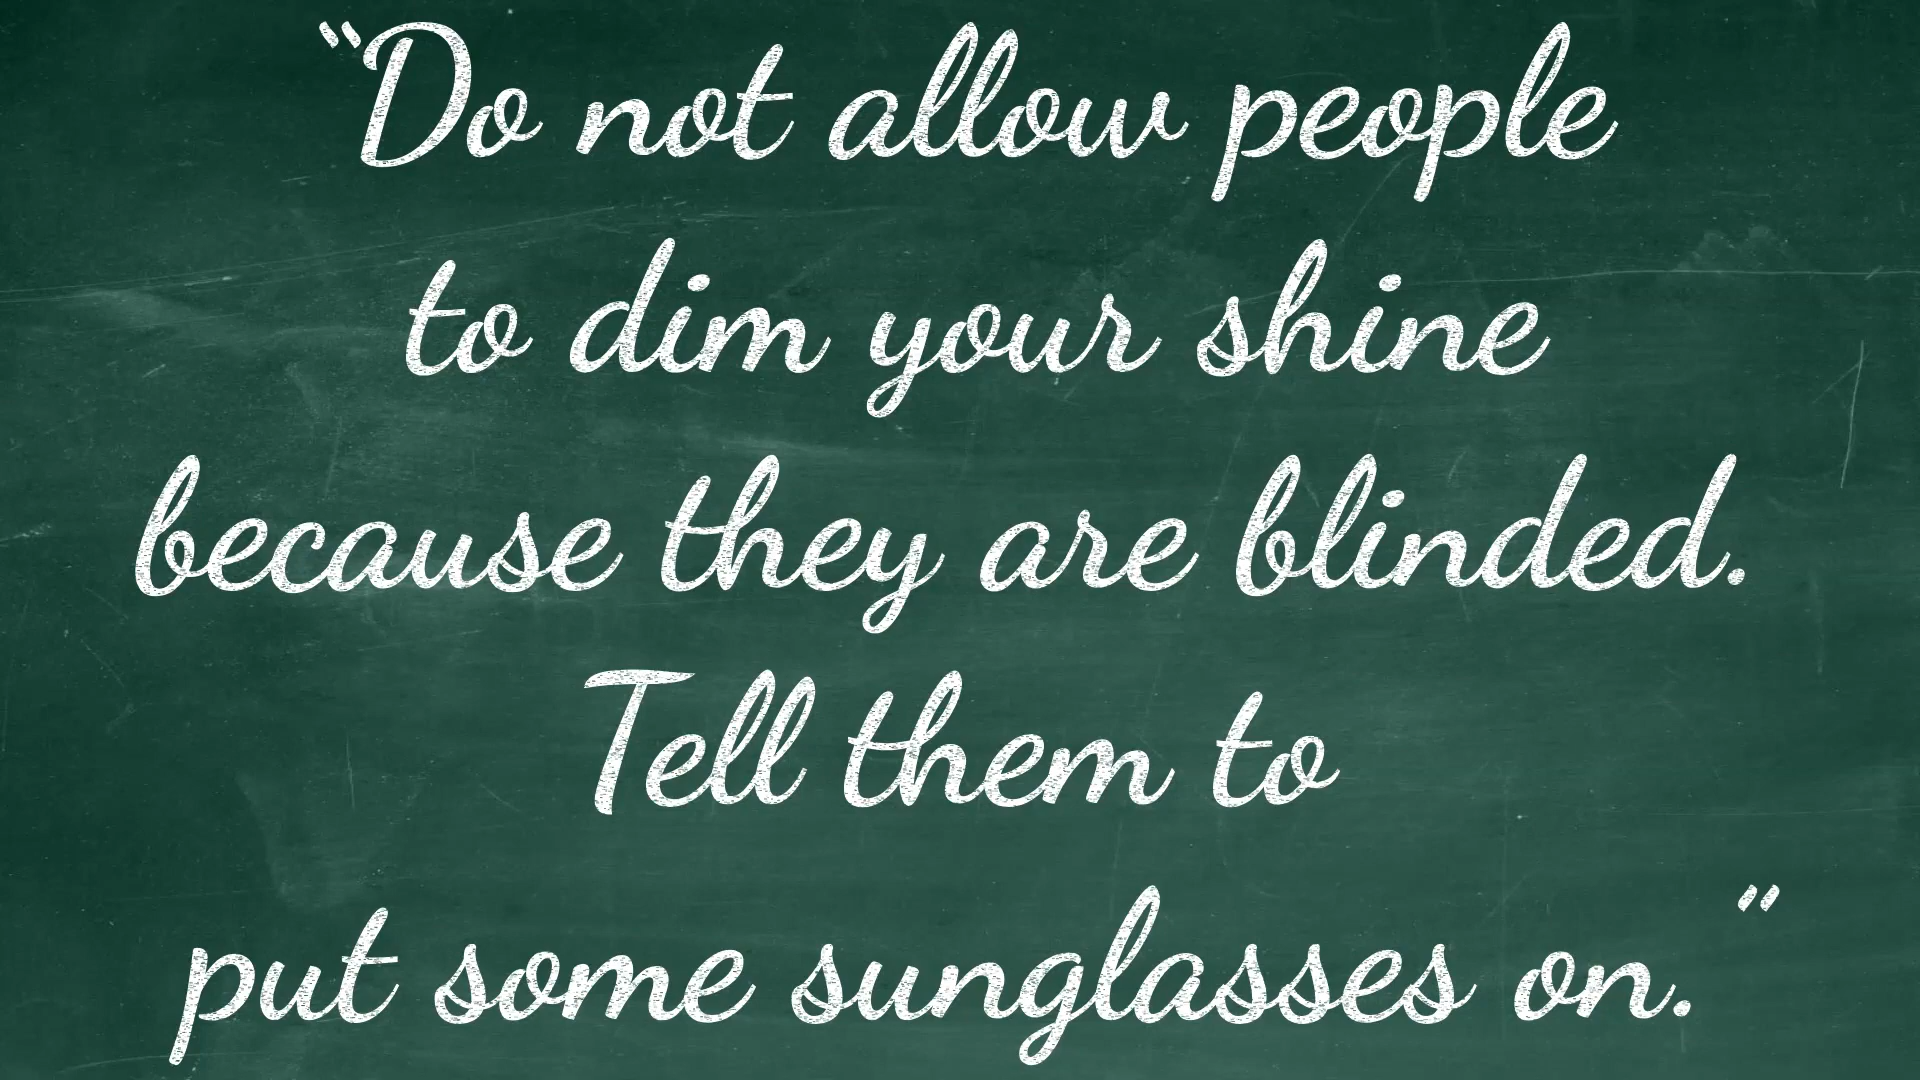 “Do not allow people
to dim your shine
because they are blinded.
Tell them to
put some sunglasses on.”